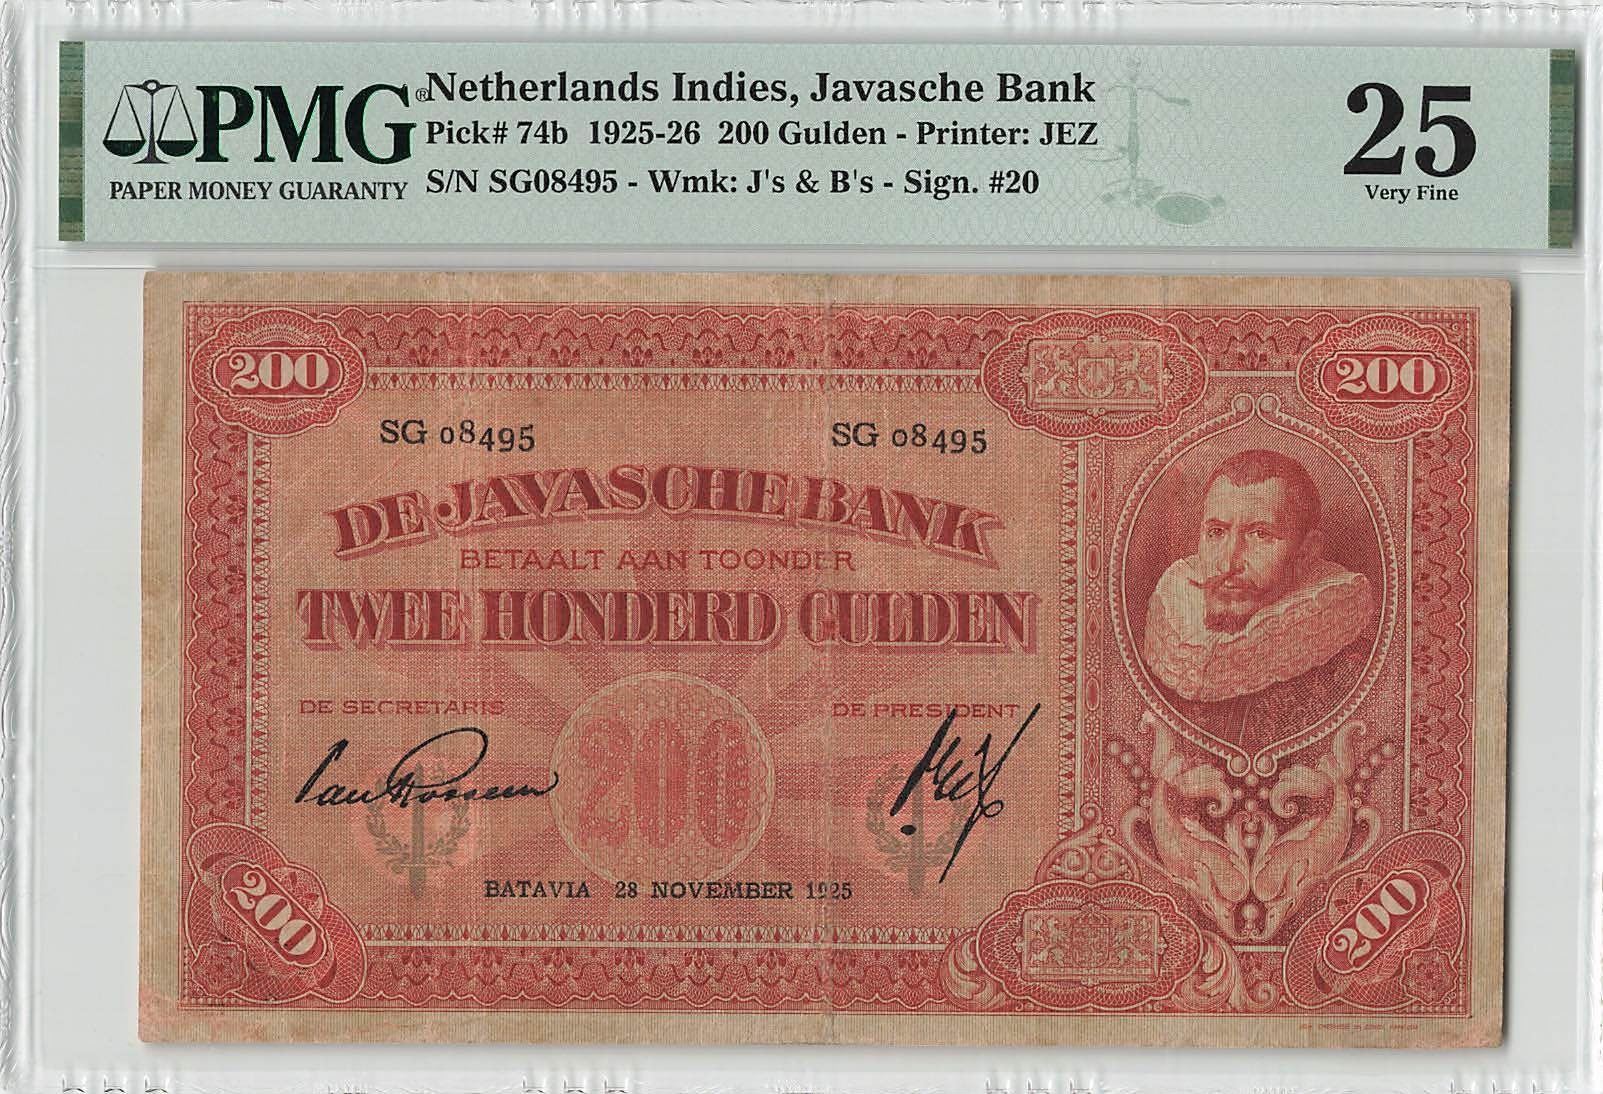 PMG®
PAPER MONEY GUARANTY
Netherlands Indies, Javasche Bank
Pick# 74b 1925-26 200 Gulden - Printer: JEZ
S/N SG08495 - Wmk: J's & B's - Sign. #20
25
Very Fine
200
200
SG 08495
SG 08495
DE JAVASCHE BANK
BETAALT AAN TOONDER
TWEE HONDERD GULDEN
DE SECRETARIS
DE PRESIDENT
200
BATAVIA 28 NOVEMBER 1925
200
200